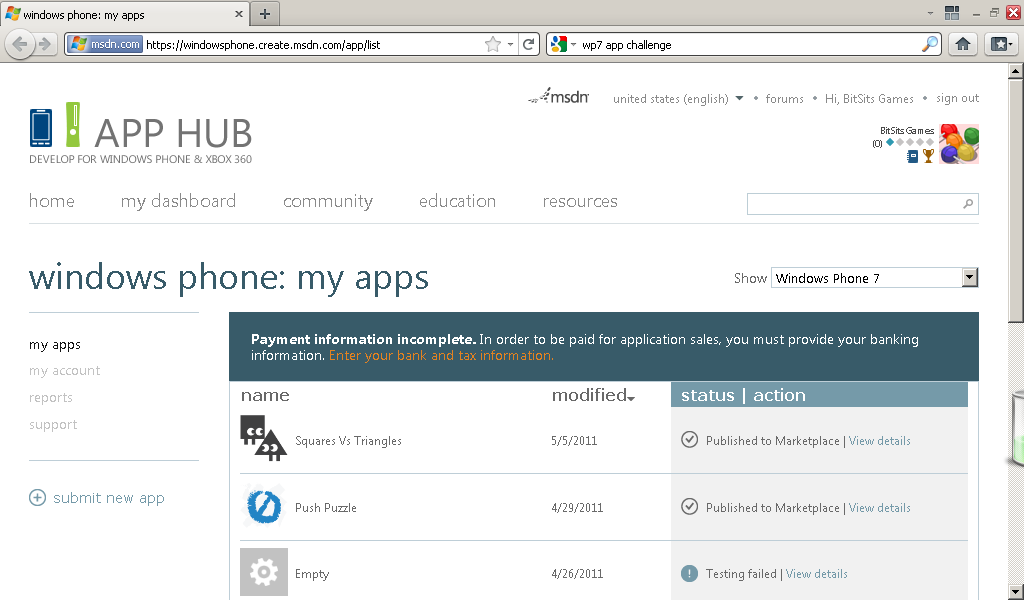 windows phone: my apps
msdn.com https://windowsphone.create.msdn.com/app/list
wp7 app challenge
msdn united states (english) • forums • Hi, BitSits Games • sign out
APP HUB
DEVELOP FOR WINDOWS PHONE & XBOX 360
BitSits Games
(0)
home my dashboard community education resources
windows phone: my apps
Show Windows Phone 7
my apps
my account
reports
support
submit new app
Payment information incomplete. In order to be paid for application sales, you must provide your banking
information. Enter your bank and tax information.
name modified status | action
Squares Vs Triangles 5/5/2011 Published to Marketplace | View details
Push Puzzle 4/29/2011 Published to Marketplace | View details
Empty 4/26/2011 Testing failed | View details